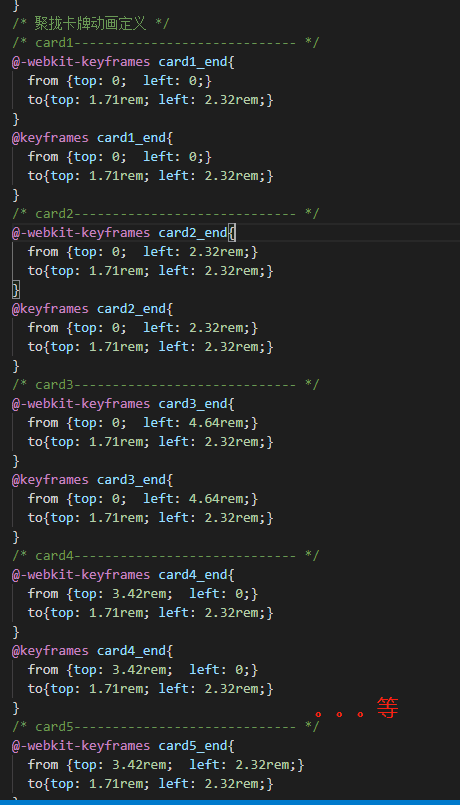 }
/* 聚找卡牌动画定义 */
/* card1----------------------------- */
@-webkit-keyframes card1_end{
  from {top: 0;  left: 0;}
  to{top: 1.71rem; left: 2.32rem;}
}
@keyframes card1_end{
  from {top: 0;  left: 0;}
  to{top: 1.71rem; left: 2.32rem;}
}
/* card2----------------------------- */
@-webkit-keyframes card2_end{
  from {top: 0;  left: 2.32rem;}
  to{top: 1.71rem; left: 2.32rem;}
}
@keyframes card2_end{
  from {top: 0;  left: 2.32rem;}
  to{top: 1.71rem; left: 2.32rem;}
}
/* card3----------------------------- */
@-webkit-keyframes card3_end{
  from {top: 0;  left: 4.64rem;}
  to{top: 1.71rem; left: 2.32rem;}
}
@keyframes card3_end{
  from {top: 0;  left: 4.64rem;}
  to{top: 1.71rem; left: 2.32rem;}
}
/* card4----------------------------- */
@-webkit-keyframes card4_end{
  from {top: 3.42rem;  left: 0;}
  to{top: 1.71rem; left: 2.32rem;}
}
@keyframes card4_end{
  from {top: 3.42rem;  left: 0;}
  to{top: 1.71rem; left: 2.32rem;}
}
。。。等
/* card5----------------------------- */
@-webkit-keyframes card5_end{
  from {top: 3.42rem;  left: 2.32rem;}
  to{top: 1.71rem; left: 2.32rem;}